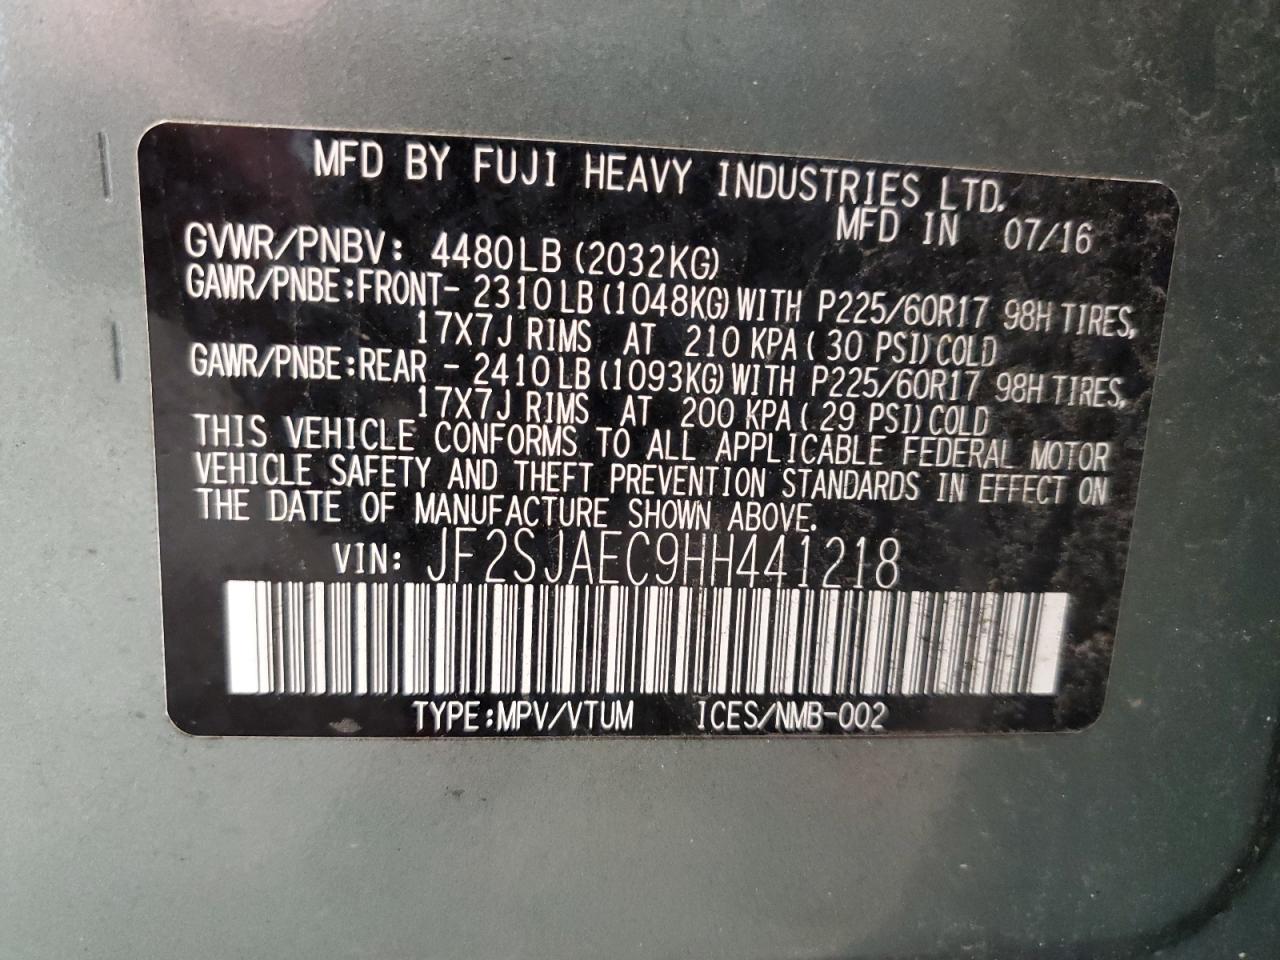 MFD BY FUJI HEAVY INDUSTRIES LTD.
MFD IN 07/16
GVWR/PNBV: 4480LB (2032KG)
GAWR/PNBE:FRONT- 2310LB(1048KG)WITH P225/60R17 98H TIRES,
17X7J RIMS AT 210 KPA( 30 PSI)COLD
GAWR/PNBE:REAR - 2410LB(1093KG)WITH P225/60R17 98H TIRES,
17X7J RIMS AT 200 KPA( 29 PSI)COLD
THIS VEHICLE CONFORMS TO ALL APPLICABLE FEDERAL MOTOR
VEHICLE SAFETY AND THEFT PREVENTION STANDARDS IN EFFECT ON
THE DATE OF MANUFACTURE SHOWN ABOVE.
VIN: JF2SJAEC9HH441218
TYPE:MPV/VTUM ICES/NMB-002